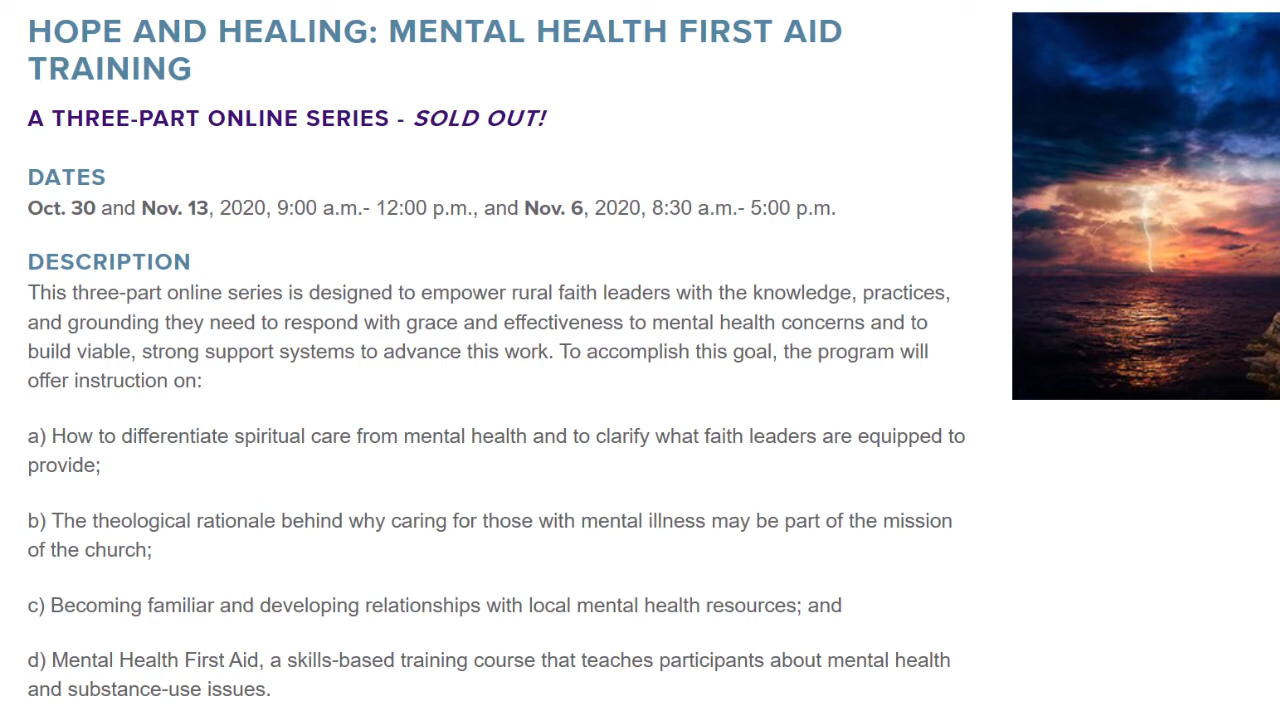 HOPE AND HEALING: MENTAL HEALTH FIRST AID
TRAINING
A THREE-PART ONLINE SERIES - SOLD OUT!
DATES
Oct. 30 and Nov. 13, 2020, 9:00 a.m.- 12:00 p.m., and Nov. 6, 2020, 8:30 a.m.- 5:00 p.m.
DESCRIPTION
This three-part online series is designed to empower rural faith leaders with the knowledge, practices,
and grounding they need to respond with grace and effectiveness to mental health concerns and to
build viable, strong support systems to advance this work. To accomplish this goal, the program will
offer instruction on:
a) How to differentiate spiritual care from mental health and to clarify what faith leaders are equipped to
provide;
b) The theological rationale behind why caring for those with mental illness may be part of the mission
of the church;
c) Becoming familiar and developing relationships with local mental health resources; and
d) Mental Health First Aid, a skills-based training course that teaches participants about mental health
and substance-use issues.